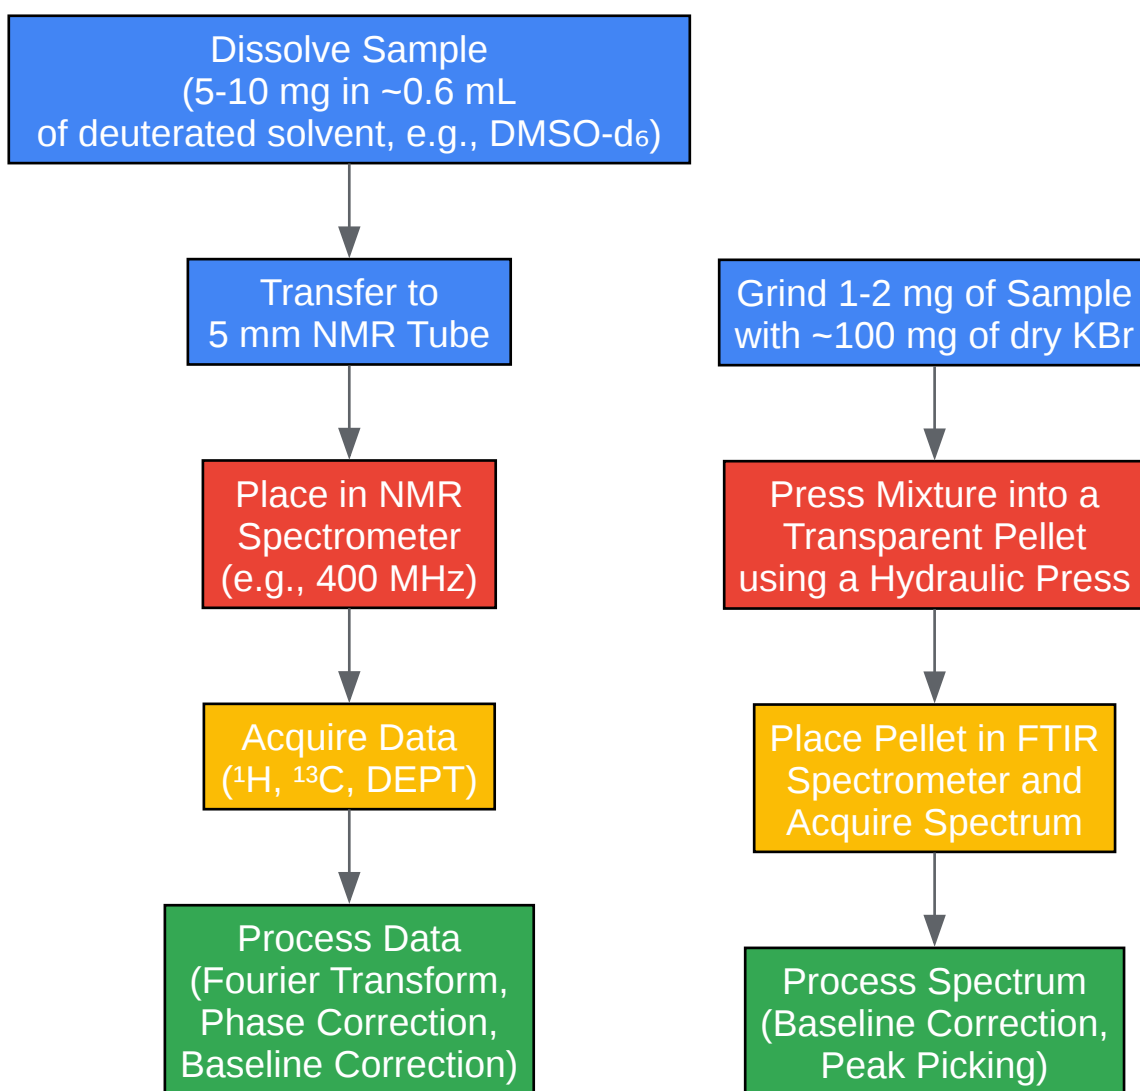 Dissolve Sample
(5-10 mg in ~0.6 mL
of deuterated solvent, e.g., DMSO-d₆)
Transfer to
5 mm NMR Tube
Place in NMR
Spectrometer
(e.g., 400 MHz)
Acquire Data
(¹H, ¹³C, DEPT)
Process Data
(Fourier Transform,
Phase Correction,
Baseline Correction)
Grind 1-2 mg of Sample
with ~100 mg of dry KBr
Press Mixture into a
Transparent Pellet
using a Hydraulic Press
Place Pellet in FTIR
Spectrometer and
Acquire Spectrum
Process Spectrum
(Baseline Correction,
Peak Picking)